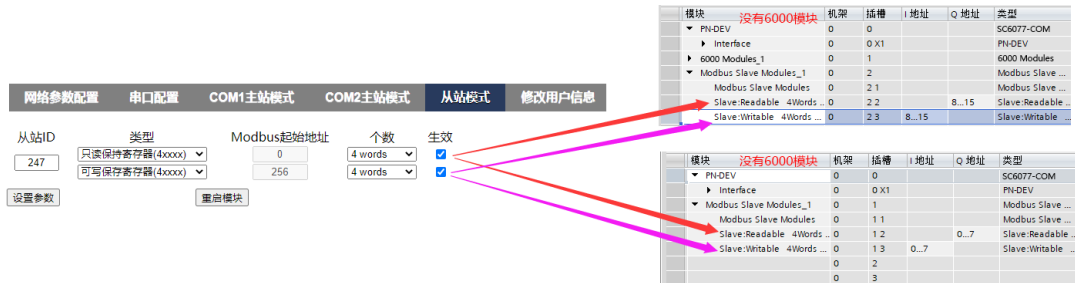 网络参数配置 串口配置 COM1主站模式 COM2主站模式 从站模式 修改用户信息
从站ID 类型 Modbus起始地址 个数 生效
247
只读保持寄存器(4xxxx) 0 4 words
可写保存寄存器(4xxxx) 256 4 words
设置参数 重启模块
模块 没有6000模块 机架 插槽 I 地址 Q 地址 类型
PN-DEV 0 0 SC6077-COM
Interface 0 0 X1 PN-DEV
6000 Modules_1 0 1 6000 Modules
Modbus Slave Modules_1 0 2 Modbus Slave ...
Modbus Slave Modules 0 2 1 Modbus Slave ...
Slave:Readable 4Words ... 0 2 2 8...15 Slave:Readable ...
Slave:Writable 4Words ... 0 2 3 8...15 Slave:Writable ...
模块 没有6000模块 机架 插槽 I 地址 Q 地址 类型
PN-DEV 0 0 SC6077-COM
Interface 0 0 X1 PN-DEV
Modbus Slave Modules_1 0 1 Modbus Slave ...
Modbus Slave Modules 0 1 1 Modbus Slave ...
Slave:Readable 4Words ... 0 1 2 0...7 Slave:Readable ...
Slave:Writable 4Words ... 0 1 3 0...7 Slave:Writable ...
0 2
0 3